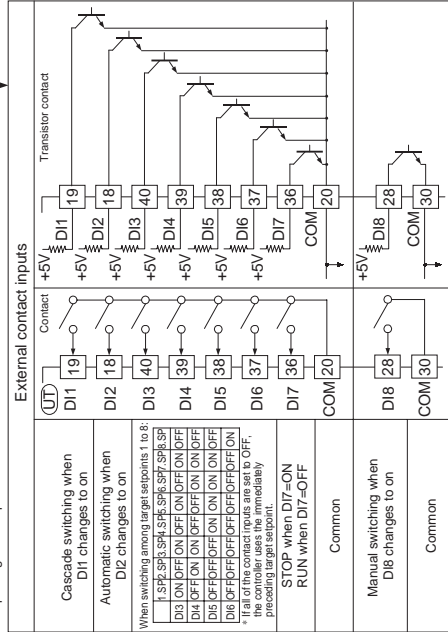 External contact inputs
Contact
Transistor contact
UT
Cascade switching when
DI1 changes to on
DI1 19
+5V DI1 19
Automatic switching when
DI2 changes to on
DI2 18
+5V DI2 18
When switching among target setpoints 1 to 8:
1.SP 2.SP 3.SP 4.SP 5.SP 6.SP 7.SP 8.SP
DI3 ON OFF ON OFF ON OFF ON OFF
DI4 OFF ON ON OFF OFF ON ON OFF
DI5 OFF OFF OFF ON ON ON ON OFF
DI6 OFF OFF OFF OFF OFF OFF OFF ON
* If all of the contact inputs are set to OFF,
the controller uses the immediately
preceding target setpoint.
DI3 40
+5V DI3 40
DI4 39
+5V DI4 39
DI5 38
+5V DI5 38
DI6 37
+5V DI6 37
STOP when DI7=ON
RUN when DI7=OFF
DI7 36
+5V DI7 36
Common
COM 20
COM 20
Manual switching when
DI8 changes to on
DI8 28
+5V DI8 28
Common
COM 30
COM 30